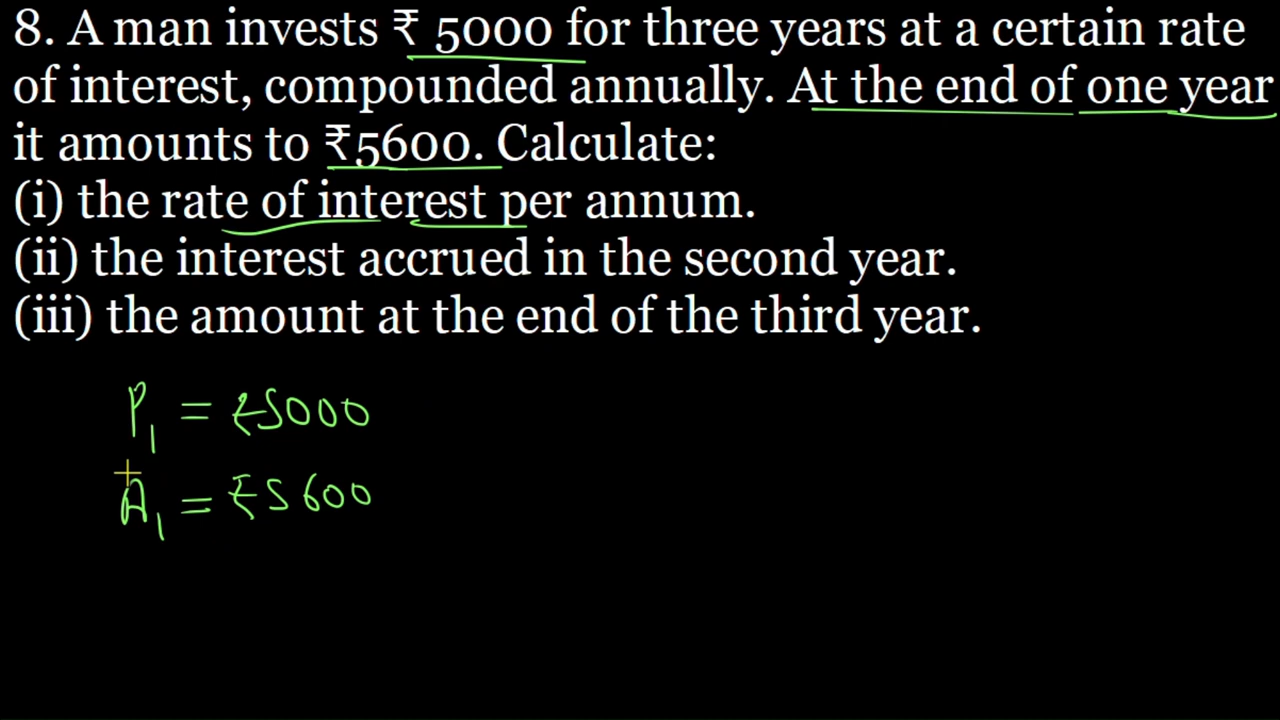 8. A man invests ₹ 5000 for three years at a certain rate
of interest, compounded annually. At the end of one year
it amounts to ₹5600. Calculate:
(i) the rate of interest per annum.
(ii) the interest accrued in the second year.
(iii) the amount at the end of the third year.
P₁ = ₹5000
A₁ = ₹5600